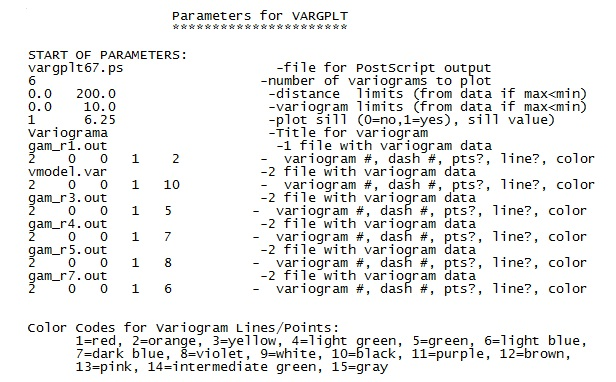 Parameters for VARGPLT
**********************
START OF PARAMETERS:
vargplt67.ps -file for PostScript output
6 -number of variograms to plot
0.0 200.0 -distance limits (from data if max<min)
0.0 10.0 -variogram limits (from data if max<min)
1 6.25 -plot sill (0=no,1=yes), sill value)
Variograma -Title for variogram
gam_r1.out -1 file with variogram data
2 0 0 1 2 - variogram #, dash #, pts?, line?, color
vmodel.var -2 file with variogram data
2 0 0 1 10 - variogram #, dash #, pts?, line?, color
gam_r3.out -2 file with variogram data
2 0 0 1 5 - variogram #, dash #, pts?, line?, color
gam_r4.out -2 file with variogram data
2 0 0 1 7 - variogram #, dash #, pts?, line?, color
gam_r5.out -2 file with variogram data
2 0 0 1 8 - variogram #, dash #, pts?, line?, color
gam_r7.out -2 file with variogram data
2 0 0 1 6 - variogram #, dash #, pts?, line?, color
Color Codes for Variogram Lines/Points:
1=red, 2=orange, 3=yellow, 4=light green, 5=green, 6=light blue,
7=dark blue, 8=violet, 9=white, 10=black, 11=purple, 12=brown,
13=pink, 14=intermediate green, 15=gray